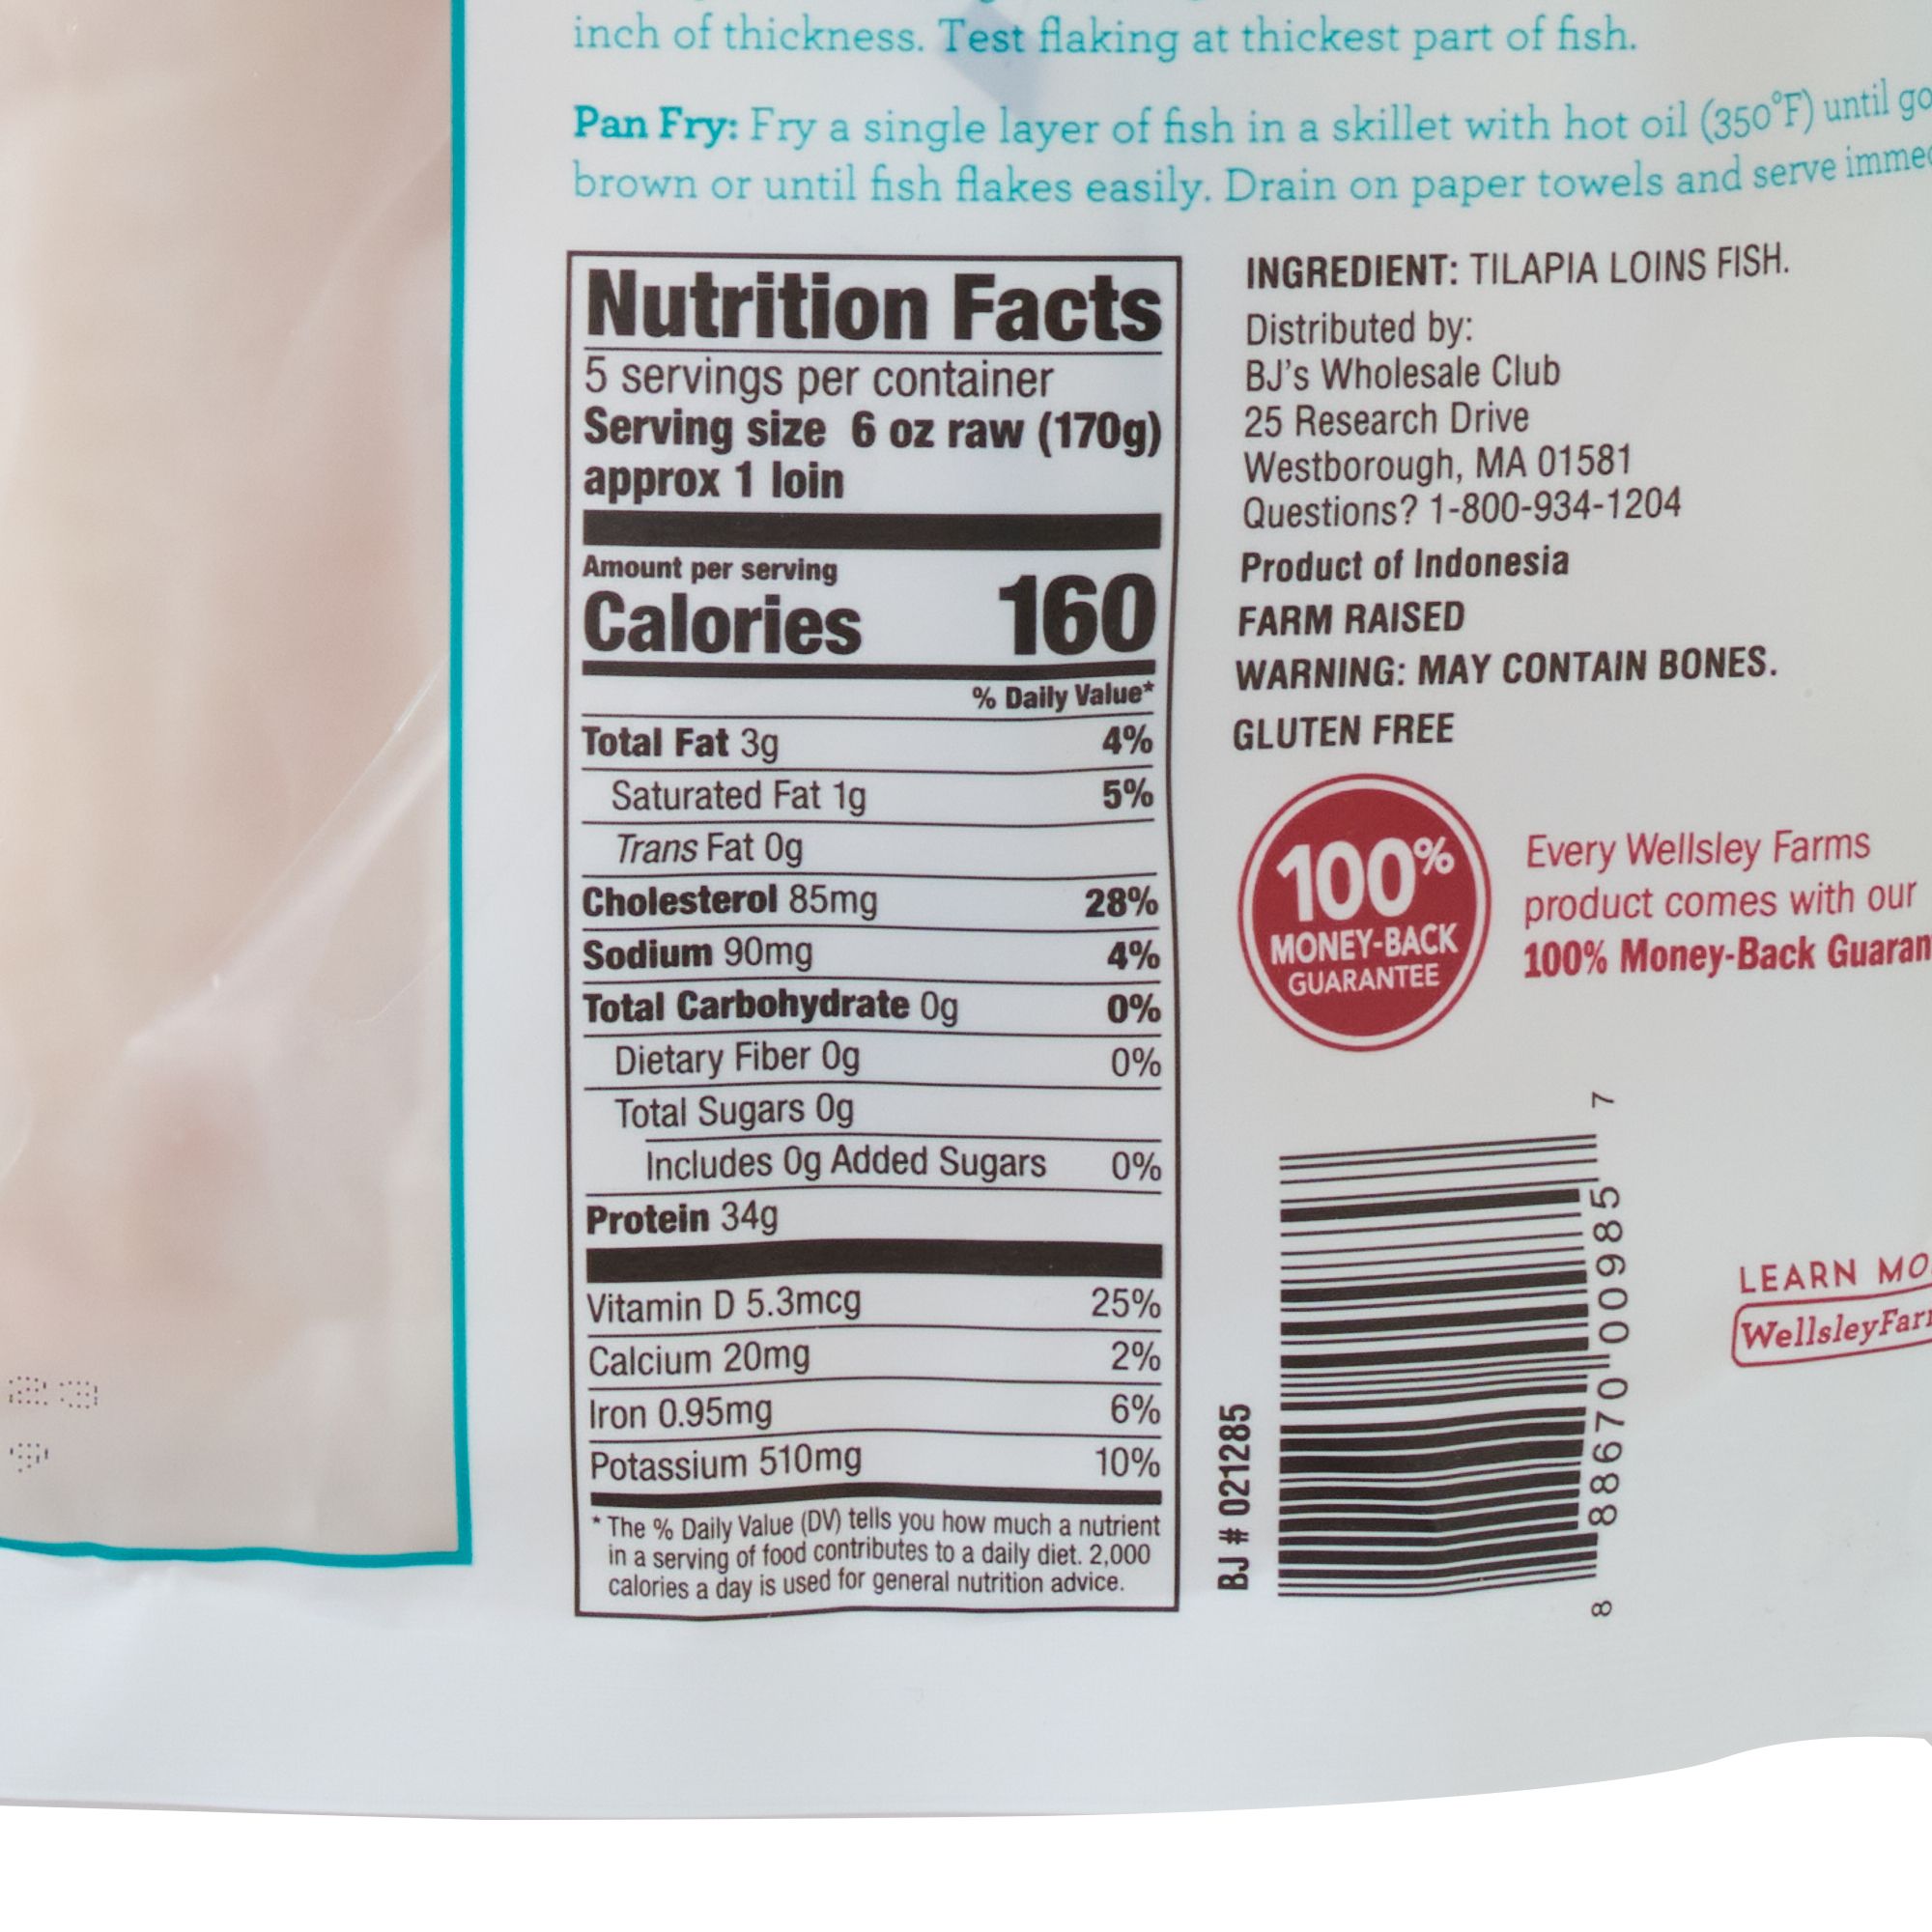 inch of thickness. Test flaking at thickest part of fish.
Pan Fry: Fry a single layer of fish in a skillet with hot oil (350°F) until go
brown or until fish flakes easily. Drain on paper towels and serve immed
Nutrition Facts
5 servings per container
Serving size 6 oz raw (170g)
approx 1 loin
Amount per serving
Calories 160
% Daily Value*
Total Fat 3g 4%
Saturated Fat 1g 5%
Trans Fat 0g
Cholesterol 85mg 28%
Sodium 90mg 4%
Total Carbohydrate 0g 0%
Dietary Fiber 0g 0%
Total Sugars 0g
Includes 0g Added Sugars 0%
Protein 34g
Vitamin D 5.3mcg 25%
Calcium 20mg 2%
Iron 0.95mg 6%
Potassium 510mg 10%
* The % Daily Value (DV) tells you how much a nutrient
in a serving of food contributes to a daily diet. 2,000
calories a day is used for general nutrition advice.
INGREDIENT: TILAPIA LOINS FISH.
Distributed by:
BJ's Wholesale Club
25 Research Drive
Westborough, MA 01581
Questions? 1-800-934-1204
Product of Indonesia
FARM RAISED
WARNING: MAY CONTAIN BONES.
GLUTEN FREE
100%
MONEY-BACK
GUARANTEE
Every Wellsley Farms
product comes with our
100% Money-Back Guaran
BJ # 021285
8 88670 00985 7
LEARN MO
WellsleyFar
23